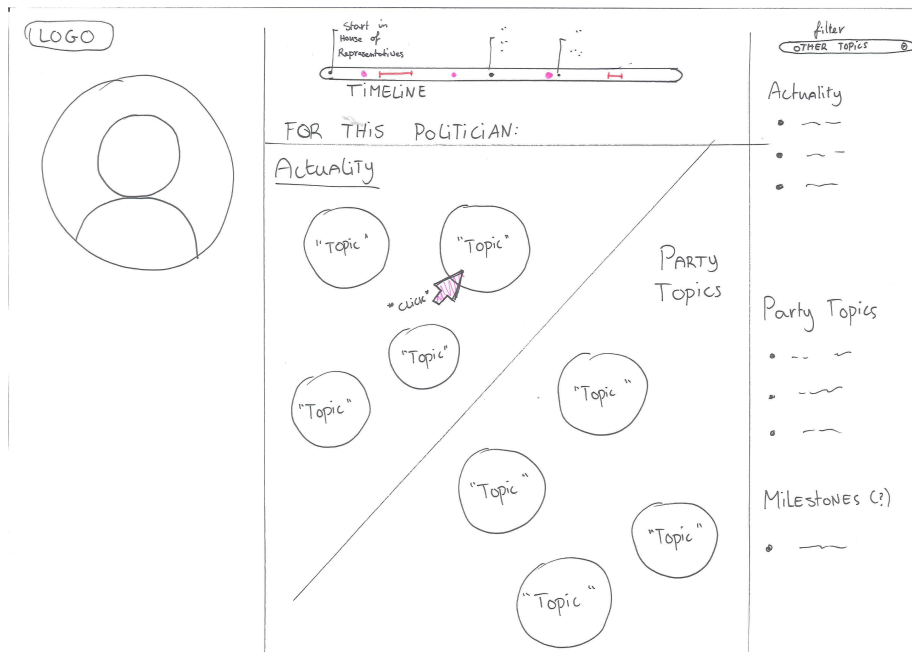 LOGO
Start in
House of
Representatives
TIMELINE
FOR THIS POLITICIAN:
ACTUALITY
"Topic"
"Topic"
"CLICK"
"Topic"
"Topic"
PARTY
TOPICS
"Topic"
"Topic"
"Topic"
"Topic"
filter
OTHER TOPICS
Actuality
Party Topics
MILESTONES (?)